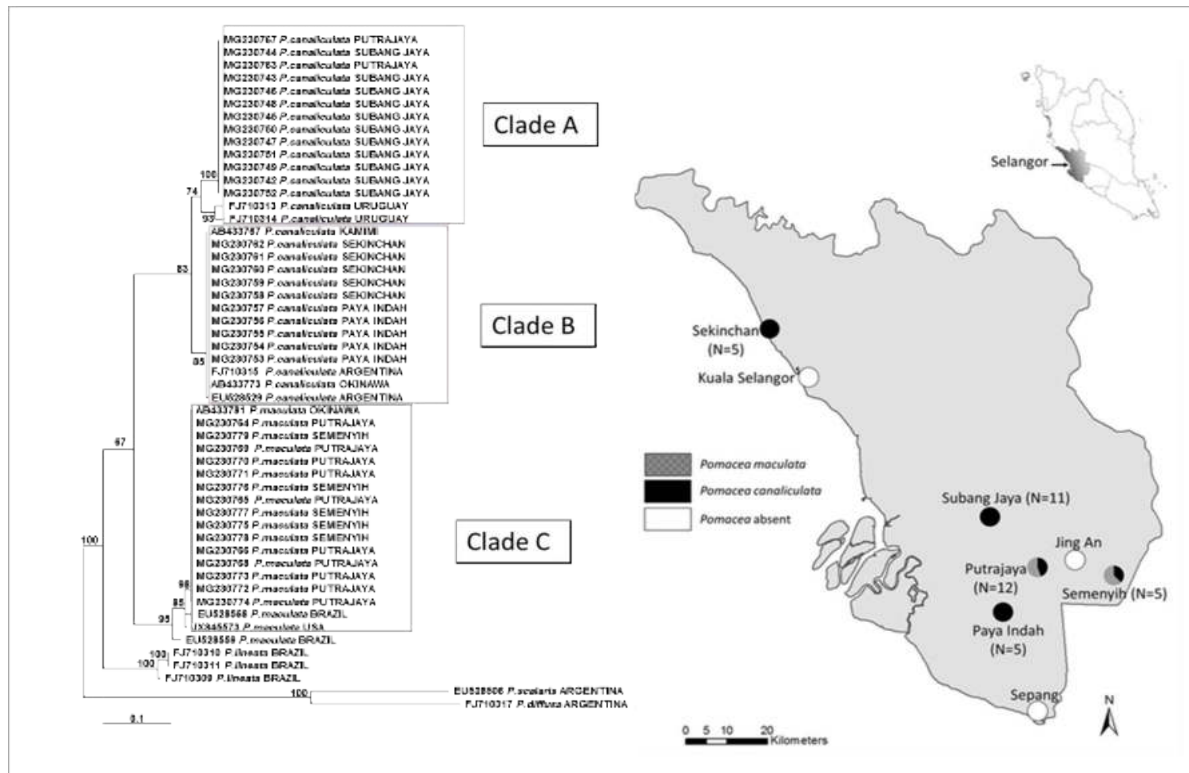 MG230767 P.canaliculata PUTRAJAYA
MG230744 P.canaliculata SUBANG JAYA
MG230763 P.canaliculata PUTRAJAYA
MG230743 P.canaliculata SUBANG JAYA
MG230746 P.canaliculata SUBANG JAYA
MG230748 P.canaliculata SUBANG JAYA
P.canaliculata SUBANG JAYA
MG230750 P.canaliculata SUBANG JAYA
MG230747 P.canaliculata SUBANG JAYA
MG230751 P.canaliculata SUBANG JAYA
MG230749 P.canaliculata SUBANG JAYA
MG230742 P.canaliculata SUBANG JAYA
MG230752 P.canaliculata SUBANG JAYA
FJ710313 P.canaliculata URUGUAY
FJ710314 P.canaliculata URUGUAY
100
74
93
Clade A
AB433787 P.canaliculata KAMIMI
MG230762 P.canaliculata SEKINCHAN
MG230761 P.canaliculata SEKINCHAN
MG230760 P.canaliculata SEKINCHAN
MG230759 P.canaliculata SEKINCHAN
MG230758 P.canaliculata SEKINCHAN
MG230757 P.canaliculata PAYA INDAH
MG230756 P.canaliculata PAYA INDAH
MG230755 P.canaliculata PAYA INDAH
MG230754 P.canaliculata PAYA INDAH
MG230753 P.canaliculata PAYA INDAH
FJ710315 P.canaliculata ARGENTINA
AB433773 P.canaliculata OKINAWA
EU528529 P.canaliculata ARGENTINA
Clade B
P.maculata OKINAWA
MG230764 P.maculata PUTRAJAYA
MG230779 P.maculata SEMENYIH
MG230769 P.maculata PUTRAJAYA
MG230770 P.maculata PUTRAJAYA
MG230771 P.maculata PUTRAJAYA
MG230776 P.maculata SEMENYIH
MG230765 P.maculata PUTRAJAYA
MG230777 P.maculata SEMENYIH
MG230775 P.maculata SEMENYIH
MG230778 P.maculata SEMENYIH
MG230766 P.maculata PUTRAJAYA
MG230768 P.maculata PUTRAJAYA
MG230773 P.maculata PUTRAJAYA
MG230772 P.maculata PUTRAJAYA
MG230774 P.maculata PUTRAJAYA
P.maculata BRAZIL
JX845573 P.maculata USA
EU528559 P.maculata BRAZIL
67
100
Clade C
FJ710310 P.lineata BRAZIL
FJ710311 P.lineata BRAZIL
FJ710309 P.lineata BRAZIL
100
100
100
P.scalaris ARGENTINA
FJ710317 P.diffusa ARGENTINA
0.1
Selangor
Sekinchan
(N=5)
Kuala Selangor
Pomacea maculata
Pomacea canaliculata
Pomacea absent
Subang Jaya (N=11)
Jing An
Putrajaya
(N=12)
Semenyih (N=5)
Paya Indah
(N=5)
Sepang
N
0 5 10 20
Kilometers